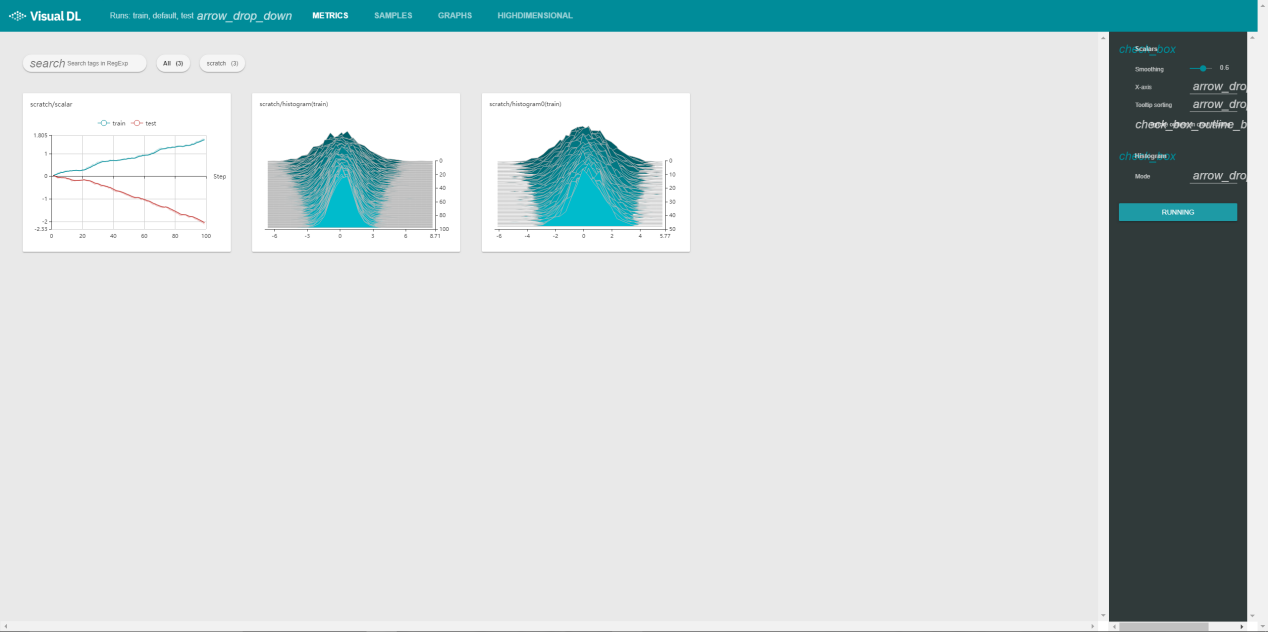 Visual DL
Runs: train, default, test arrow_drop_down
METRICS
SAMPLES
GRAPHS
HIGHDIMENSIONAL
search Search tags in RegExp
All (3)
scratch (3)
scratch/scalar
train test
1.805
1
0
-1
-2
-2.33
Step
0 20 40 60 80 100
scratch/histogram(train)
0
20
40
60
80
100
-6 -3 0 3 6 8.71
scratch/histogram0(train)
0
10
20
30
40
50
-6 -4 -2 0 2 4 5.77
check_box Scalars
Smoothing 0.6
X-axis arrow_dro
Tooltip sorting arrow_dro
check_box_outline_b
check_box Histogram
Mode arrow_dro
RUNNING